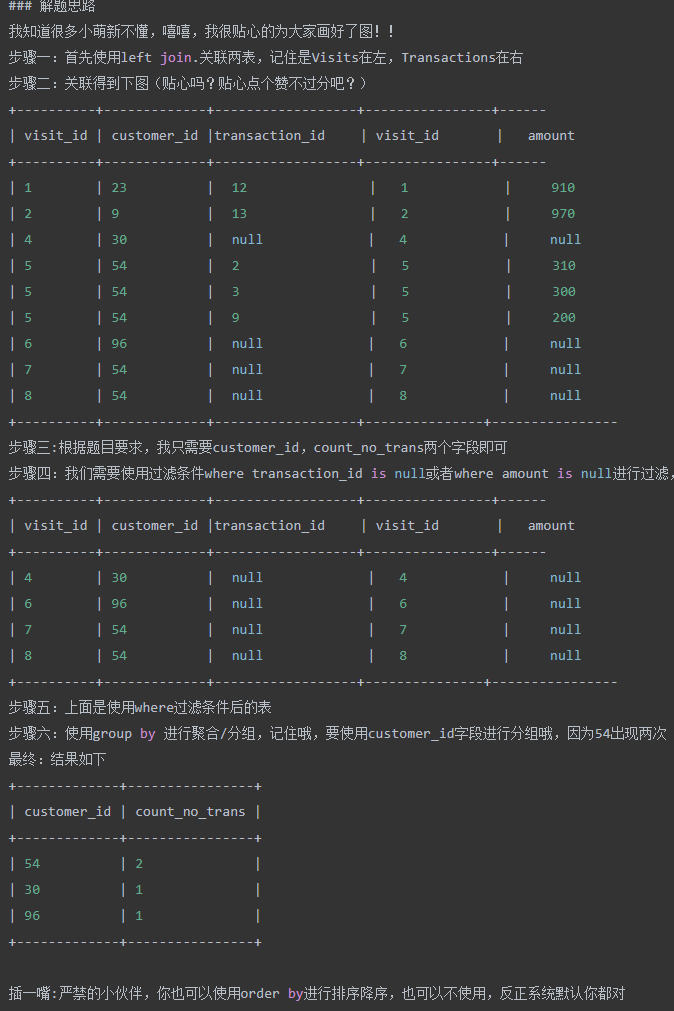 ### 解题思路
我知道很多小萌新不懂，嘻嘻，我很贴心的为大家画好了图！！
步骤一：首先使用left join.关联两表，记住是Visits在左，Transactions在右
步骤二：关联得到下图（贴心吗？贴心点个赞不过分吧？）
+----------+-------------+------------------+----------------+------
| visit_id | customer_id |transaction_id    | visit_id       |   amount
+----------+-------------+------------------+----------------+------
| 1        | 23          |  12               |   1            |     910
| 2        | 9           |  13               |   2            |     970
| 4        | 30          |  null             |   4            |     null
| 5        | 54          |  2                |   5            |     310
| 5        | 54          |  3                |   5            |     300
| 5        | 54          |  9                |   5            |     200
| 6        | 96          |  null             |   6            |     null
| 7        | 54          |  null             |   7            |     null
| 8        | 54          |  null             |   8            |     null
+----------+-------------+------------------+---------------+----------------
步骤三:根据题目要求，我只需要customer_id，count_no_trans两个字段即可
步骤四：我们需要使用过滤条件where transaction_id is null或者where amount is null进行过滤，
+----------+-------------+------------------+----------------+------
| visit_id | customer_id |transaction_id    | visit_id       |   amount
+----------+-------------+------------------+----------------+------
| 4        | 30          |  null             |   4            |     null
| 6        | 96          |  null             |   6            |     null
| 7        | 54          |  null             |   7            |     null
| 8        | 54          |  null             |   8            |     null
+----------+-------------+------------------+---------------+----------------
步骤五：上面是使用where过滤条件后的表
步骤六：使用group by 进行聚合/分组，记住哦，要使用customer_id字段进行分组哦，因为54出现两次
最终：结果如下
+-------------+----------------+
| customer_id | count_no_trans |
+-------------+----------------+
| 54          | 2              |
| 30          | 1              |
| 96          | 1              |
+-------------+----------------+
插一嘴:严禁的小伙伴，你也可以使用order by进行排序降序，也可以不使用，反正系统默认你都对